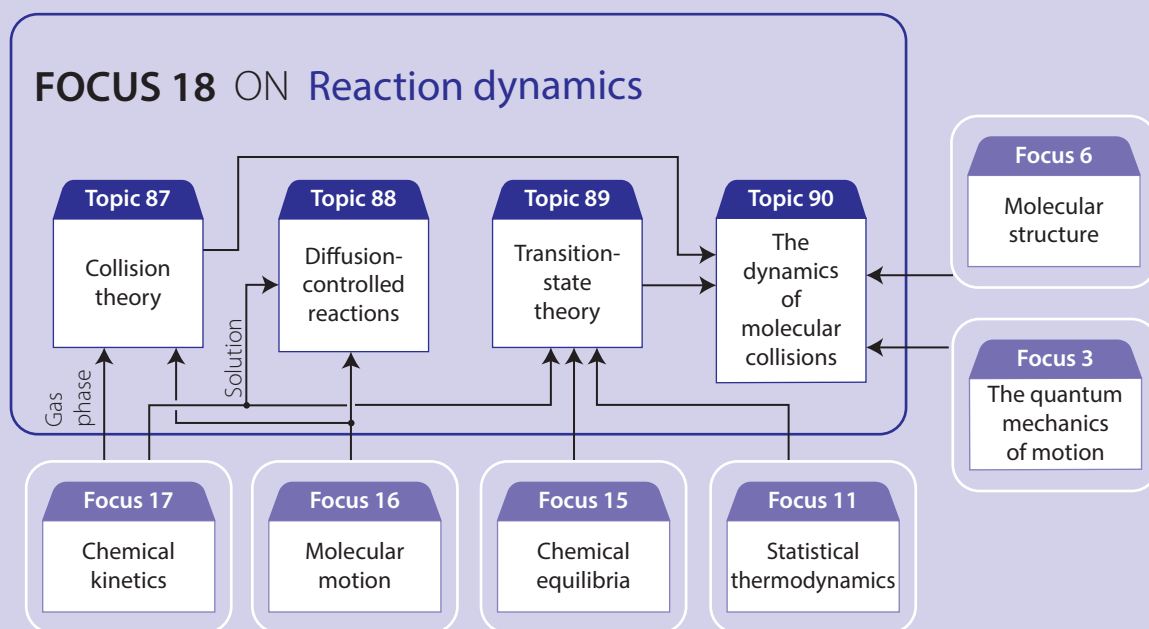 FOCUS 18 ON Reaction dynamics
Topic 87
Collision
theory
Topic 88
Diffusion-
controlled
reactions
Topic 89
Transition-
state
theory
Topic 90
The
dynamics
of
molecular
collisions
Focus 6
Molecular
structure
Focus 3
The quantum
mechanics
of motion
Gas
phase
Solution
Focus 17
Chemical
kinetics
Focus 16
Molecular
motion
Focus 15
Chemical
equilibria
Focus 11
Statistical
thermodynamics